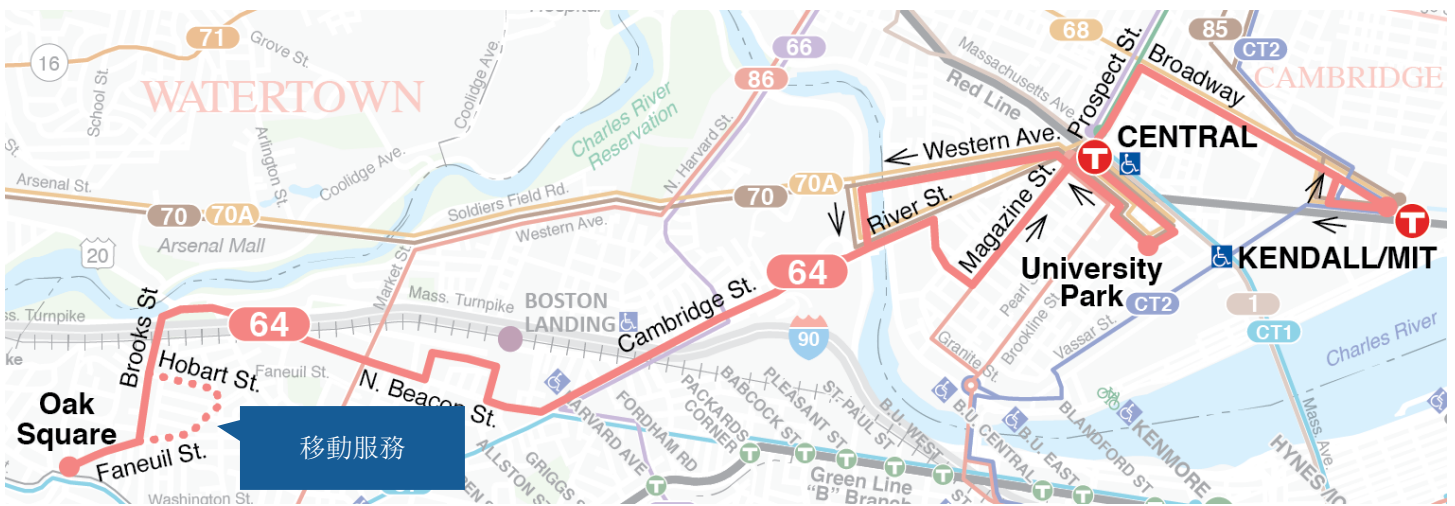 71
Grove St.
Hospital
Coolidge Ave.
66
68
85
CT2
16
School St.
WATERTOWN
86
Prospect St.
Broadway
CAMBRIDGE
Massachusetts Ave.
Red Line
Charles River
Reservation
N. Harvard St.
Western Ave.
CENTRAL
T
Arlington St.
Coolidge Ave.
Arsenal St.
70
70A
Soldiers Field Rd.
70
70A
River St.
Magazine St.
T
KENDALL/MIT
Arsenal Mall
Western Ave.
20
Market St.
64
University
Park
Pearl St.
CT2
1
CT1
Mass. Turnpike
BOSTON
LANDING
Cambridge St.
Brookline St.
Vassar St.
Charles River
ss. Turnpike
Brooks St
64
90
Granite St.
ke
Hobart St.
Faneuil St.
N. Beacon St.
Oak
Square
Faneuil St.
移動服務
Washington St.
HARVARD AVE
FORDHAM RD
PACKARDS
CORNER
BABCOCK ST
PLEASANT ST
ST. PAUL ST
B.U. WEST
B.U. CENTRAL
B.U. EAST
BLANDFORD ST
KENMORE
Mass Ave.
ALLSTON ST
GRIGGS S
T
T
T
T
T
T
T
T
Green Line
"B" Branch